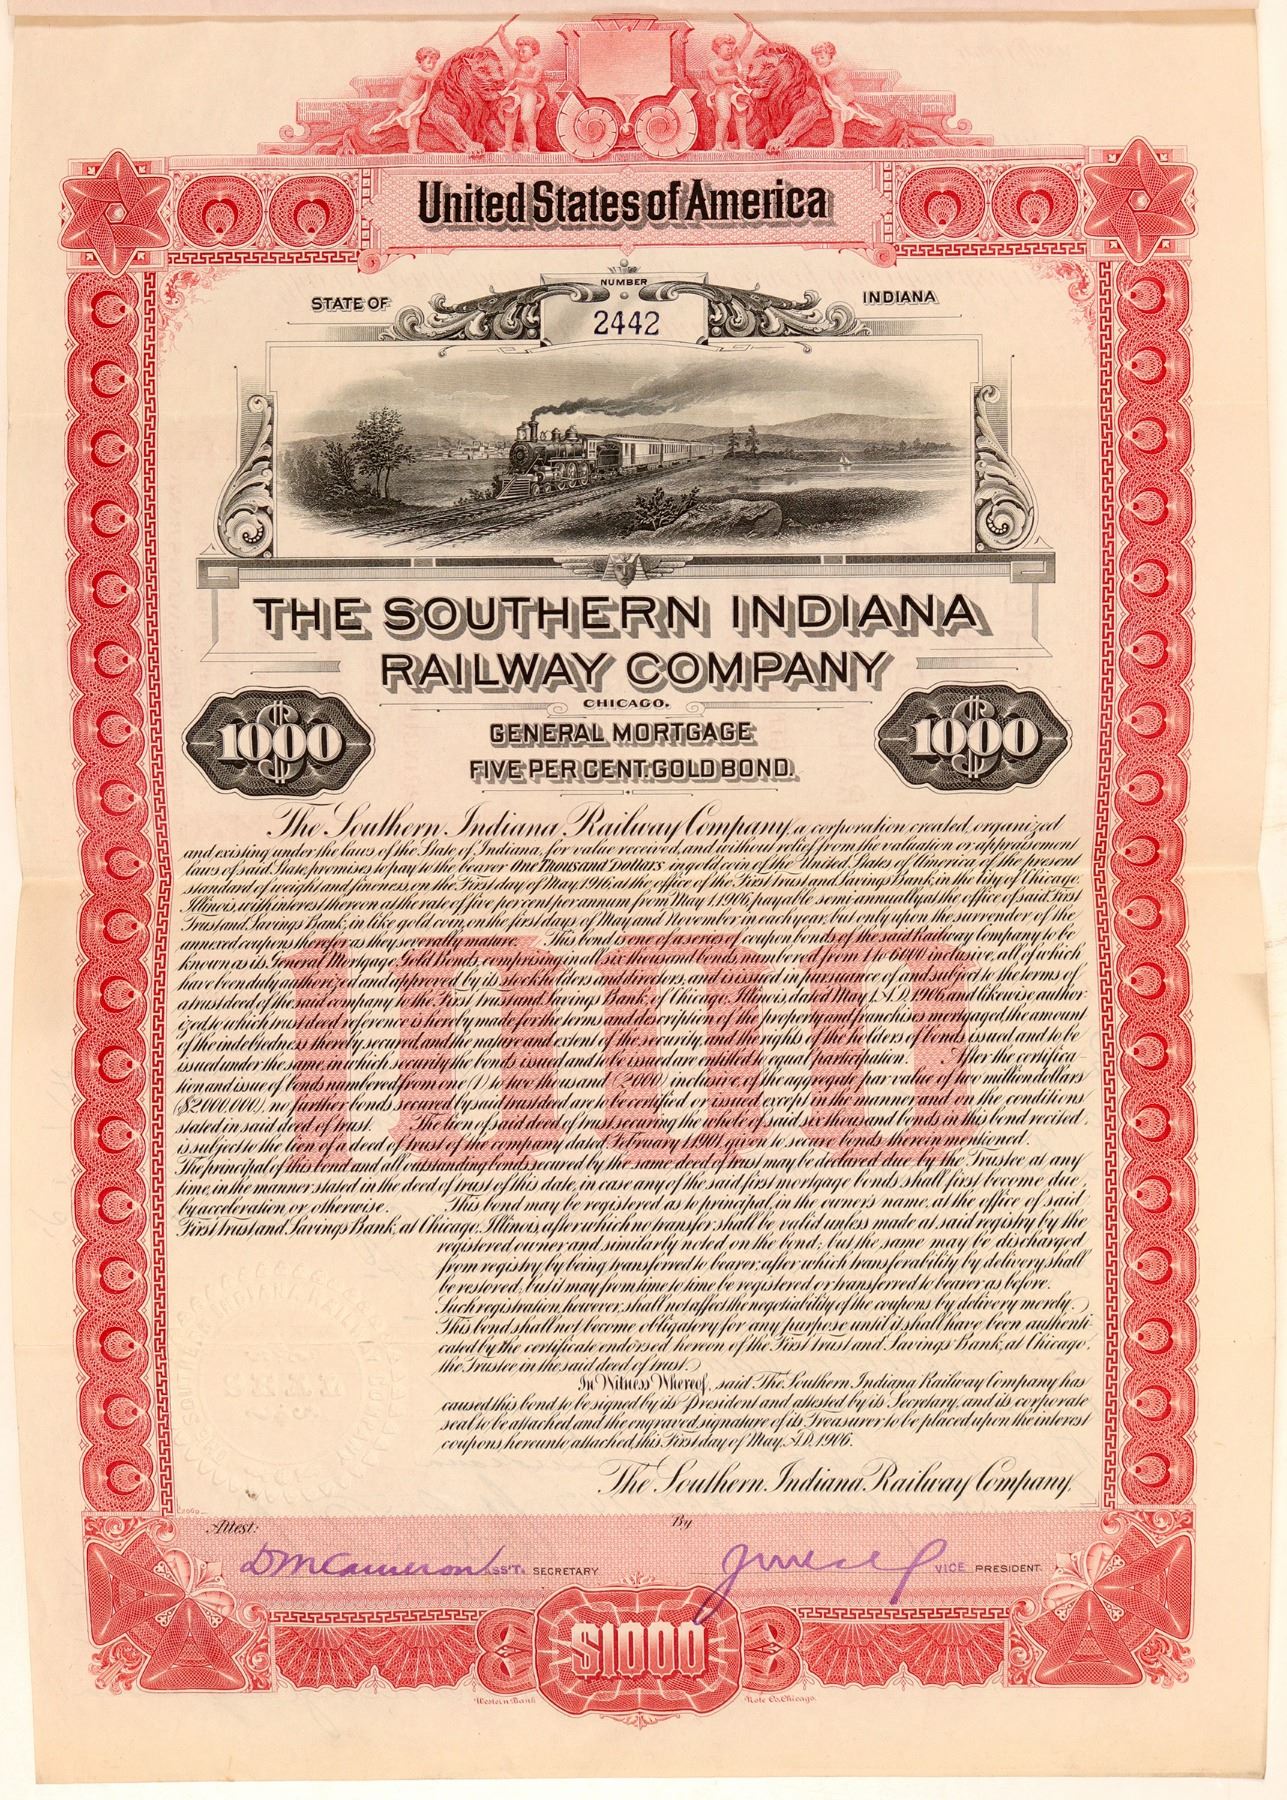 United States of America
STATE OF
NUMBER
INDIANA
2442
THE SOUTHERN INDIANA
RAILWAY COMPANY
CHICAGO.
$1000
$1000
GENERAL MORTGAGE
FIVE PER CENT. GOLD BOND.
The Southern Indiana Railway Company, a corporation created, organized
and existing under the laws of the State of Indiana, for value received, and without relief from the valuation or appraisement
laws of said State, promises to pay to the bearer One Thousand Dollars in gold coin of the United States of America of the present
standard of weight and fineness, on the First day of May, 1916, at the office of the First Trust and Savings Bank, in the City of Chicago,
Illinois, with interest thereon at the rate of five per cent per annum from May 1, 1906, payable semi-annually, at the office of said First
Trust and Savings Bank, in like gold coin, on the first days of May and November in each year, but only upon the surrender of the
annexed coupons therefor as they severally mature. This bond is one of a series of coupon bonds of the said Railway Company to be
known as its General Mortgage Gold Bonds, comprising in all six thousand bonds, numbered from 1 to 6000 inclusive, all of which
have been duly authorized and approved by its stockholders and directors, and is issued in pursuance of and subject to the terms of
a trust deed of the said company to the First Trust and Savings Bank, of Chicago, Illinois, dated May 1, A.D. 1906, and likewise author-
ized, to which trust deed reference is hereby made for the terms and description of the property and franchises mortgaged, the amount
of the indebtedness thereby secured, and the nature and extent of the security, and the rights of the holders of bonds issued and to be
issued under the same, in which security the bonds issued and to be issued are entitled to equal participation. After the certifica-
tion and issue of bonds numbered from one (1) to two thousand (2000) inclusive, of the aggregate par value of two million dollars
($2,000,000), no further bonds secured by said trust deed are to be certified or issued except in the manner and on the conditions
stated in said deed of trust. The lien of said deed of trust securing the whole of said six thousand bonds in this bond recited,
is subject to the lien of a deed of trust of the company dated February 1, 1901, given to secure bonds therein mentioned.
The principal of this bond and all outstanding bonds secured by the same deed of trust may be declared due by the Trustee at any
time, in the manner stated in the deed of trust of this date, in case any of the said first mortgage bonds shall first become due,
by acceleration or otherwise. This bond may be registered as to principal, in the owner's name, at the office of said
First Trust and Savings Bank, at Chicago, Illinois, after which no transfer shall be valid unless made at said registry by the
registered owner and similarly noted on the bond; but the same may be discharged
from registry by being transferred to bearer, after which transferability by delivery shall
be restored; but it may from time to time be registered or transferred to bearer as before.
Such registration, however, shall not affect the negotiability of the coupons by delivery merely.
This bond shall not become obligatory for any purpose until it shall have been authenti-
cated by the certificate endorsed hereon of the First Trust and Savings Bank, at Chicago,
the Trustee in the said deed of trust.
In Witness Whereof, said The Southern Indiana Railway Company has
caused this bond to be signed by its President and attested by its Secretary, and its corporate
seal to be attached and the engraved signature of its Treasurer to be placed upon the interest
coupons hereunto attached, this First day of May, A.D. 1906.
The Southern Indiana Railway Company,
Attest:
By
D M Cameron ASS'T. SECRETARY
VICE PRESIDENT.
$1000
Western Bank Note Co. Chicago.